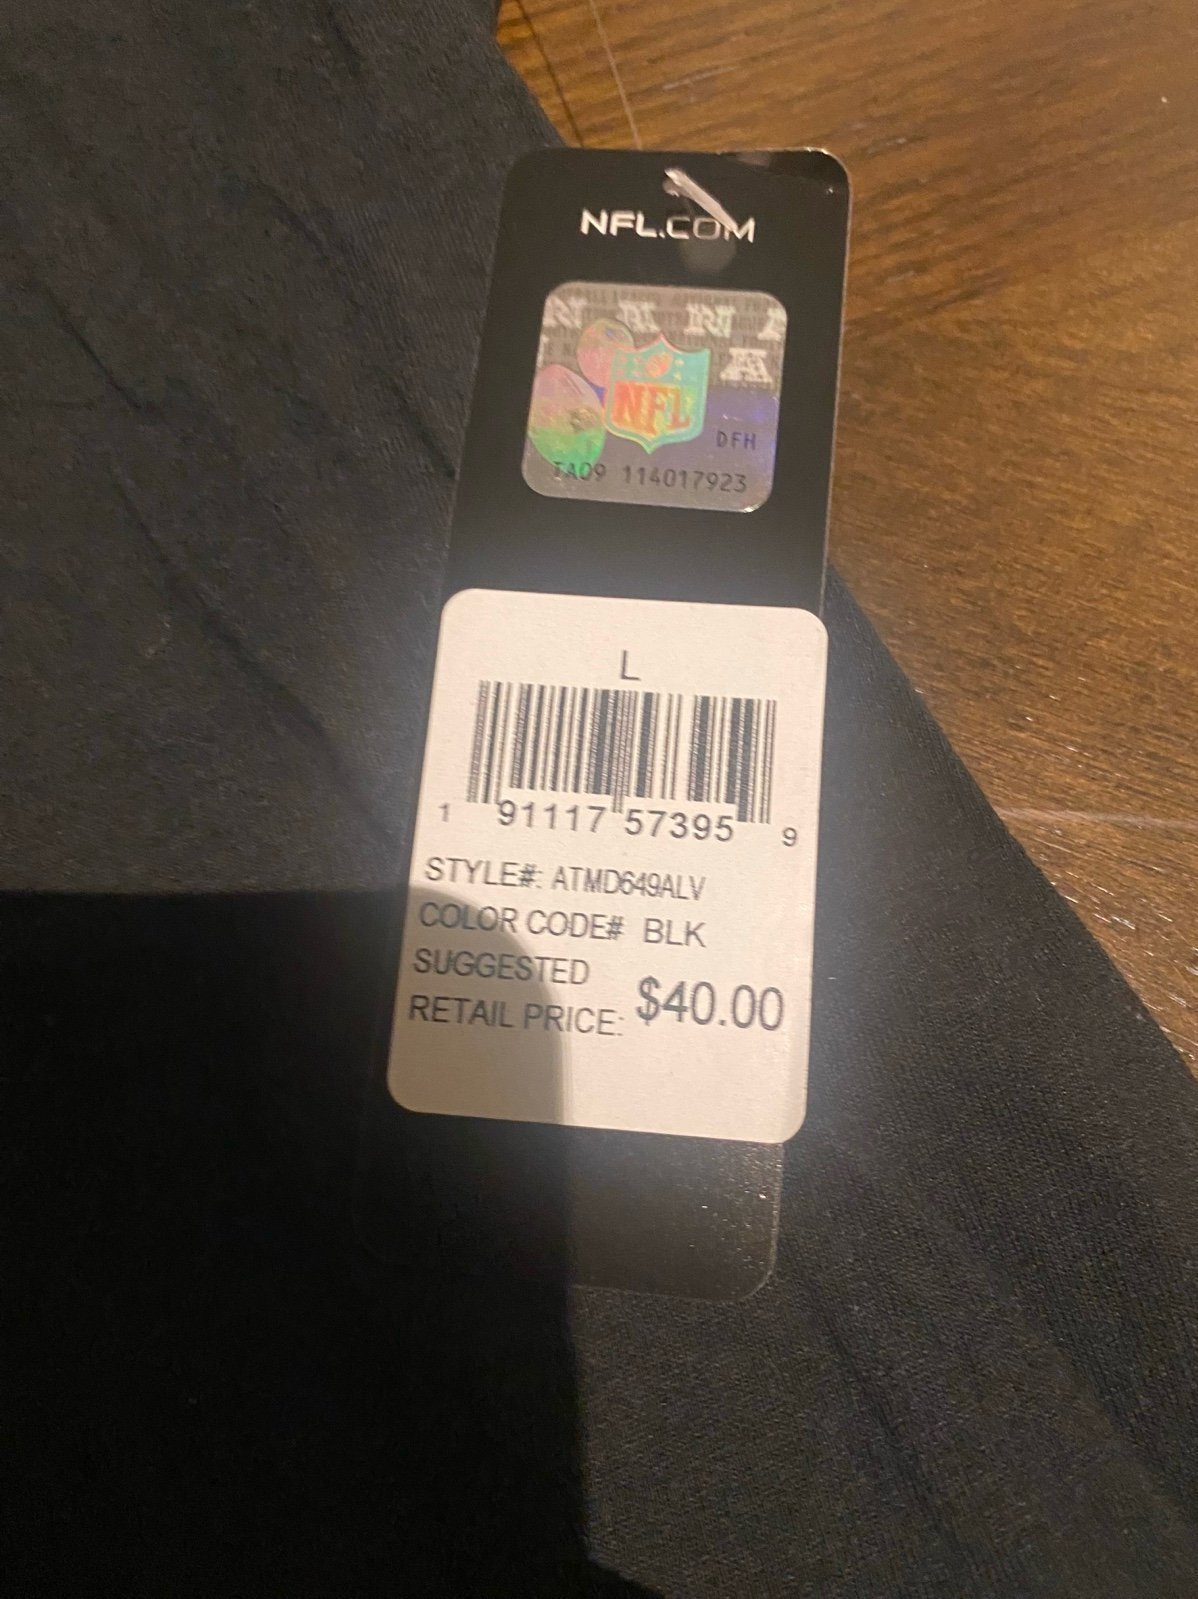 NFL.COM
NFL
DFH
TA09 114017923
L
1 91117 57395 9
STYLE#: ATMD649ALV
COLOR CODE# BLK
SUGGESTED
RETAIL PRICE: $40.00